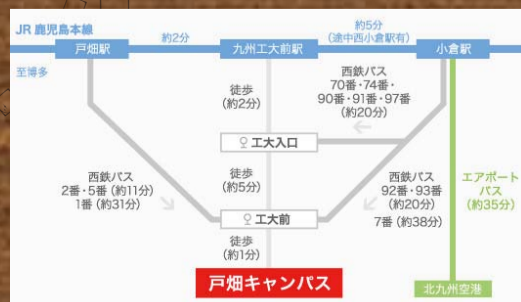 JR 鹿児島本線
戸畑駅
約2分
九州工大前駅
約5分
(途中西小倉駅有)
小倉駅
至博多
徒歩
(約2分)
西鉄バス
70番・74番・
90番・91番・97番
(約20分)
工大入口
西鉄バス
2番・5番 (約11分)
1番 (約31分)
徒歩
(約5分)
西鉄バス
92番・93番
(約20分)
7番 (約38分)
エアポート
バス
(約35分)
工大前
徒歩
(約1分)
戸畑キャンパス
北九州空港